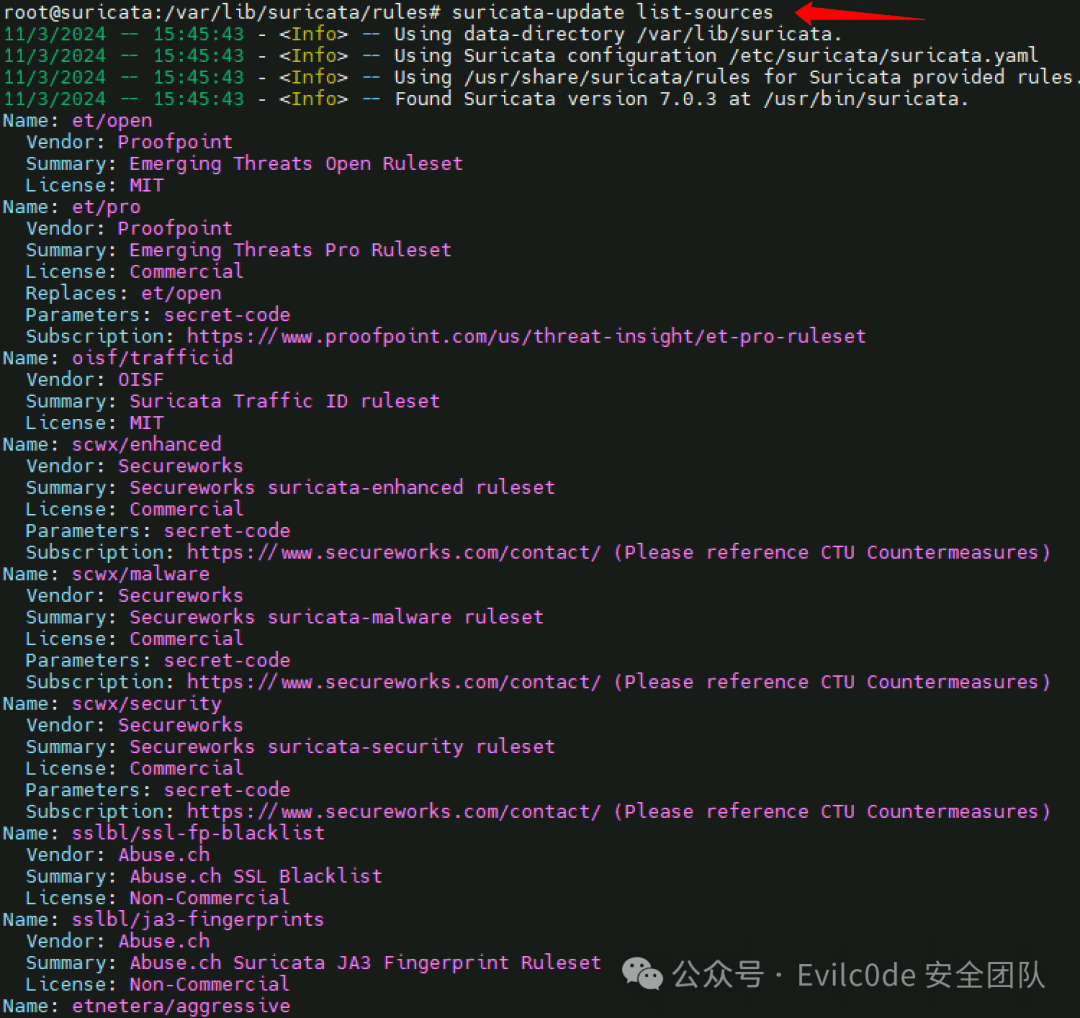 root@suricata:/var/lib/suricata/rules# suricata-update list-sources
11/3/2024 -- 15:45:43 - <Info> -- Using data-directory /var/lib/suricata.
11/3/2024 -- 15:45:43 - <Info> -- Using Suricata configuration /etc/suricata/suricata.yaml
11/3/2024 -- 15:45:43 - <Info> -- Using /usr/share/suricata/rules for Suricata provided rules.
11/3/2024 -- 15:45:43 - <Info> -- Found Suricata version 7.0.3 at /usr/bin/suricata.
Name: et/open
  Vendor: Proofpoint
  Summary: Emerging Threats Open Ruleset
  License: MIT
Name: et/pro
  Vendor: Proofpoint
  Summary: Emerging Threats Pro Ruleset
  License: Commercial
  Replaces: et/open
  Parameters: secret-code
  Subscription: https://www.proofpoint.com/us/threat-insight/et-pro-ruleset
Name: oisf/trafficid
  Vendor: OISF
  Summary: Suricata Traffic ID ruleset
  License: MIT
Name: scwx/enhanced
  Vendor: Secureworks
  Summary: Secureworks suricata-enhanced ruleset
  License: Commercial
  Parameters: secret-code
  Subscription: https://www.secureworks.com/contact/ (Please reference CTU Countermeasures)
Name: scwx/malware
  Vendor: Secureworks
  Summary: Secureworks suricata-malware ruleset
  License: Commercial
  Parameters: secret-code
  Subscription: https://www.secureworks.com/contact/ (Please reference CTU Countermeasures)
Name: scwx/security
  Vendor: Secureworks
  Summary: Secureworks suricata-security ruleset
  License: Commercial
  Parameters: secret-code
  Subscription: https://www.secureworks.com/contact/ (Please reference CTU Countermeasures)
Name: sslbl/ssl-fp-blacklist
  Vendor: Abuse.ch
  Summary: Abuse.ch SSL Blacklist
  License: Non-Commercial
Name: sslbl/ja3-fingerprints
  Vendor: Abuse.ch
  Summary: Abuse.ch Suricata JA3 Fingerprint Ruleset
  License: Non-Commercial
Name: etnetera/aggressive
公众号 · Evilc0de 安全团队